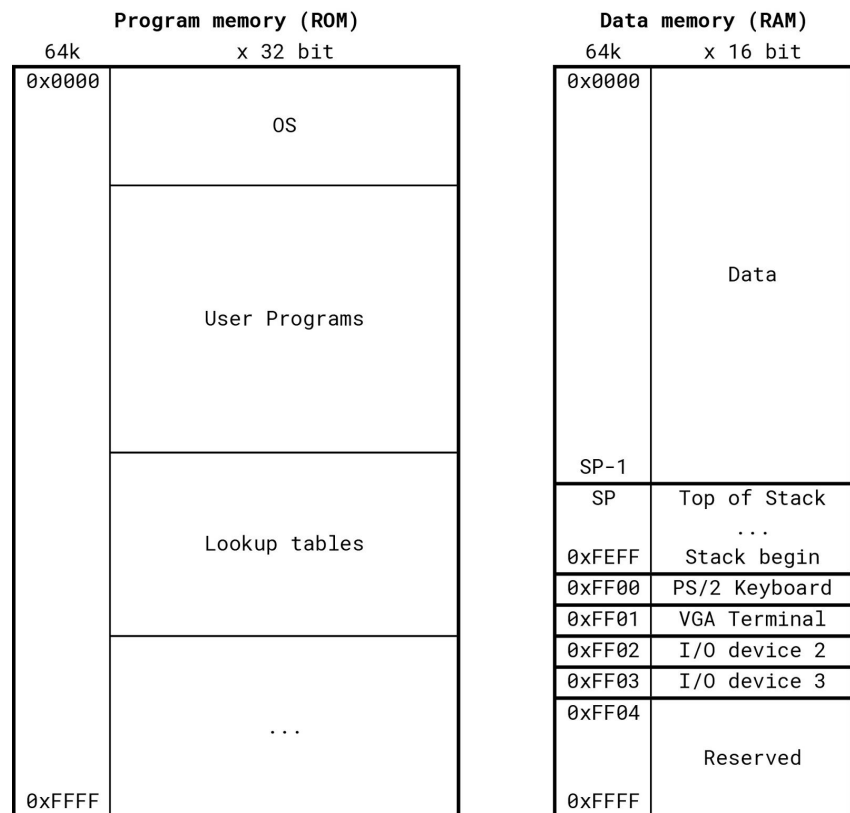 Program memory (ROM)
64k x 32 bit
0x0000
OS
User Programs
Lookup tables
...
0xFFFF
Data memory (RAM)
64k x 16 bit
0x0000
Data
SP-1
SP Top of Stack
...
0xFEFF Stack begin
0xFF00 PS/2 Keyboard
0xFF01 VGA Terminal
0xFF02 I/O device 2
0xFF03 I/O device 3
0xFF04
Reserved
0xFFFF